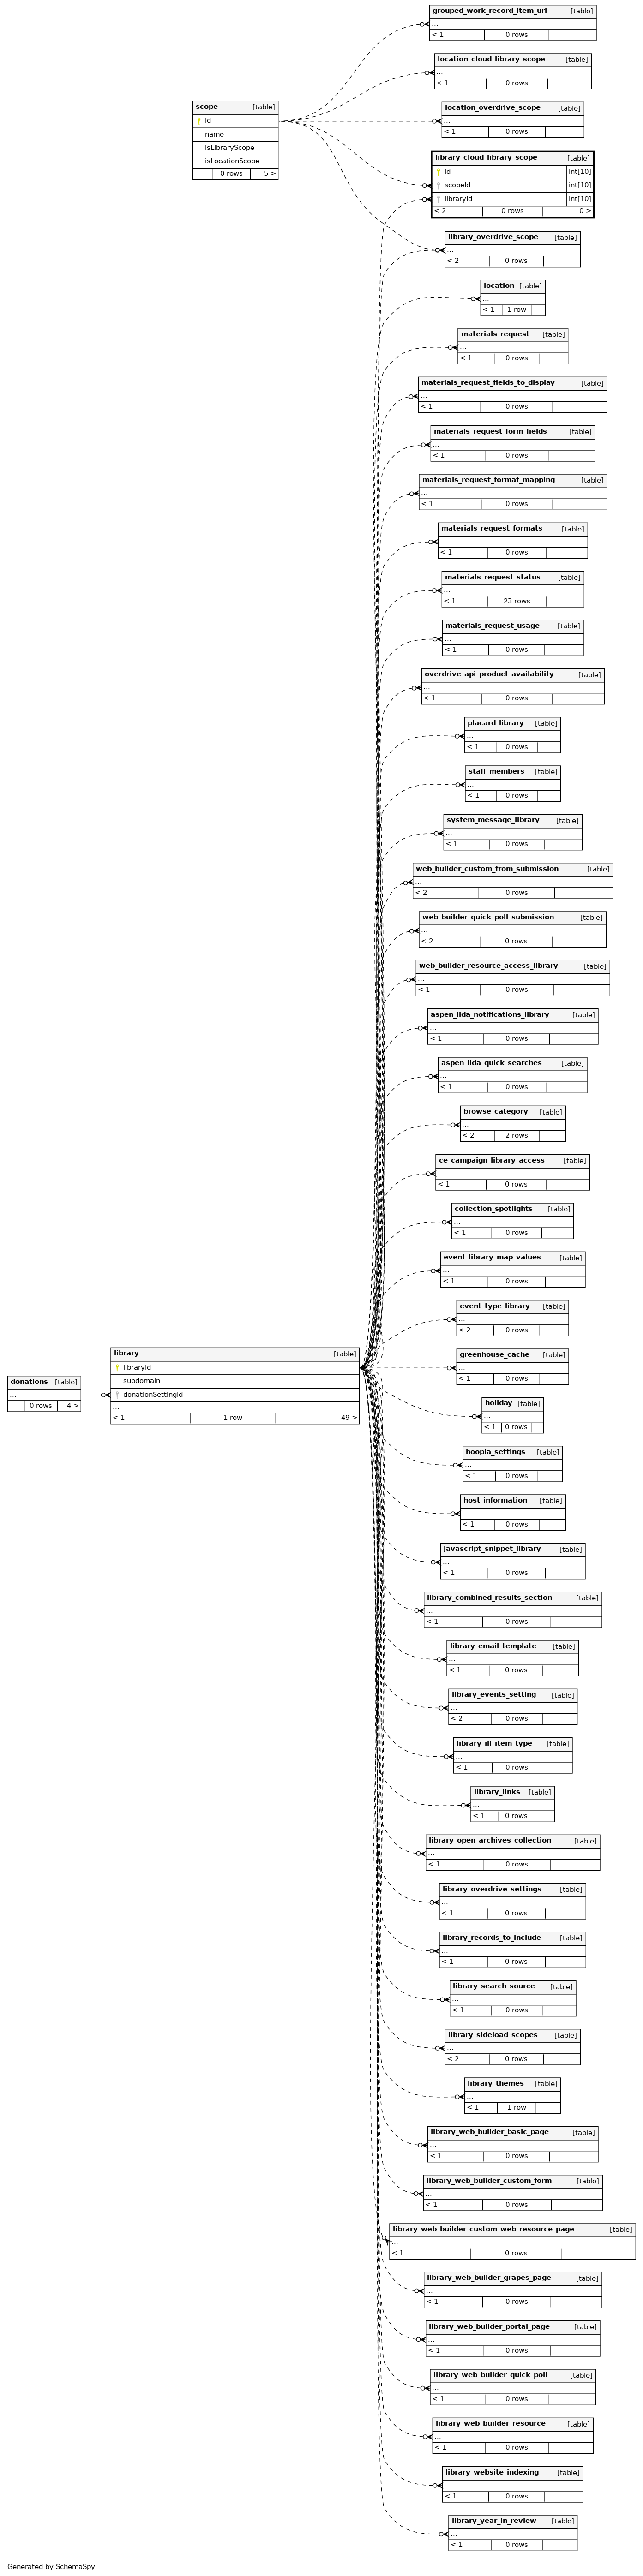 grouped_work_record_item_url [table]
...
< 1 0 rows
location_cloud_library_scope [table]
...
< 1 0 rows
scope [table]
id
name
isLibraryScope
isLocationScope
0 rows 5 >
location_overdrive_scope [table]
...
< 1 0 rows
library_cloud_library_scope [table]
id int[10]
scopeId int[10]
libraryId int[10]
< 2 0 rows 0 >
library_overdrive_scope [table]
...
< 2 0 rows
location [table]
...
< 1 1 row
materials_request [table]
...
< 1 0 rows
materials_request_fields_to_display [table]
...
< 1 0 rows
materials_request_form_fields [table]
...
< 1 0 rows
materials_request_format_mapping [table]
...
< 1 0 rows
materials_request_formats [table]
...
< 1 0 rows
materials_request_status [table]
...
< 1 23 rows
materials_request_usage [table]
...
< 1 0 rows
overdrive_api_product_availability [table]
...
< 1 0 rows
placard_library [table]
...
< 1 0 rows
staff_members [table]
...
< 1 0 rows
system_message_library [table]
...
< 1 0 rows
web_builder_custom_from_submission [table]
...
< 2 0 rows
web_builder_quick_poll_submission [table]
...
< 2 0 rows
web_builder_resource_access_library [table]
...
< 1 0 rows
aspen_lida_notifications_library [table]
...
< 1 0 rows
aspen_lida_quick_searches [table]
...
< 1 0 rows
browse_category [table]
...
< 2 2 rows
ce_campaign_library_access [table]
...
< 1 0 rows
collection_spotlights [table]
...
< 1 0 rows
event_library_map_values [table]
...
< 1 0 rows
event_type_library [table]
...
< 2 0 rows
donations [table]
...
0 rows 4 >
library [table]
libraryId
subdomain
donationSettingId
...
< 1 1 row 49 >
greenhouse_cache [table]
...
< 1 0 rows
holiday [table]
...
< 1 0 rows
hoopla_settings [table]
...
< 1 0 rows
host_information [table]
...
< 1 0 rows
javascript_snippet_library [table]
...
< 1 0 rows
library_combined_results_section [table]
...
< 1 0 rows
library_email_template [table]
...
< 1 0 rows
library_events_setting [table]
...
< 2 0 rows
library_ill_item_type [table]
...
< 1 0 rows
library_links [table]
...
< 1 0 rows
library_open_archives_collection [table]
...
< 1 0 rows
library_overdrive_settings [table]
...
< 1 0 rows
library_records_to_include [table]
...
< 1 0 rows
library_search_source [table]
...
< 1 0 rows
library_sideload_scopes [table]
...
< 2 0 rows
library_themes [table]
...
< 1 1 row
library_web_builder_basic_page [table]
...
< 1 0 rows
library_web_builder_custom_form [table]
...
< 1 0 rows
library_web_builder_custom_web_resource_page [table]
...
< 1 0 rows
library_web_builder_grapes_page [table]
...
< 1 0 rows
library_web_builder_portal_page [table]
...
< 1 0 rows
library_web_builder_quick_poll [table]
...
< 1 0 rows
library_web_builder_resource [table]
...
< 1 0 rows
library_website_indexing [table]
...
< 1 0 rows
library_year_in_review [table]
...
< 1 0 rows
Generated by SchemaSpy